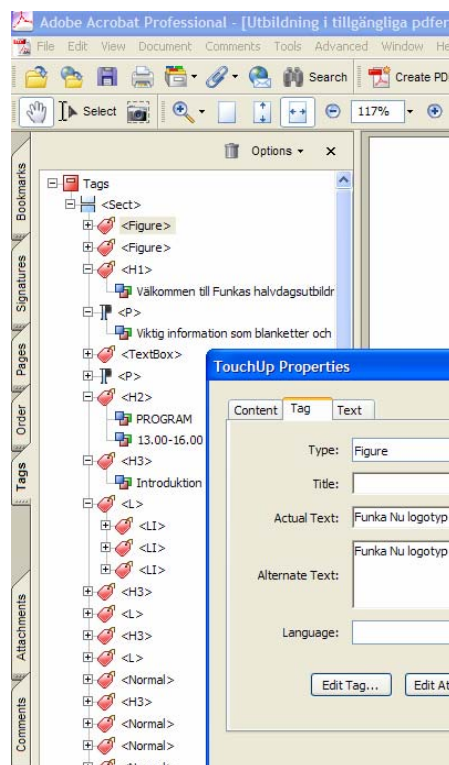 Adobe Acrobat Professional - [Utbildning i tillgängliga pdfer
File Edit View Document Comments Tools Advanced Window He
Search Create PD
Select 117%
Options x
Bookmarks
Signatures
Pages
Order
Tags
Attachments
Comments
Tags
<Sect>
<Figure>
<Figure>
<H1>
Välkommen till Funkas halvdagsutbildr
<P>
Viktig information som blanketter och
<TextBox>
<P>
<H2>
PROGRAM
13.00-16.00
<H3>
Introduktion
<L>
<LI>
<LI>
<LI>
<H3>
<L>
<H3>
<L>
<Normal>
<H3>
<Normal>
<Normal>
TouchUp Properties
Content Tag Text
Type: Figure
Title:
Actual Text: Funka Nu logotyp
Alternate Text: Funka Nu logotyp
Language:
Edit Tag... Edit At